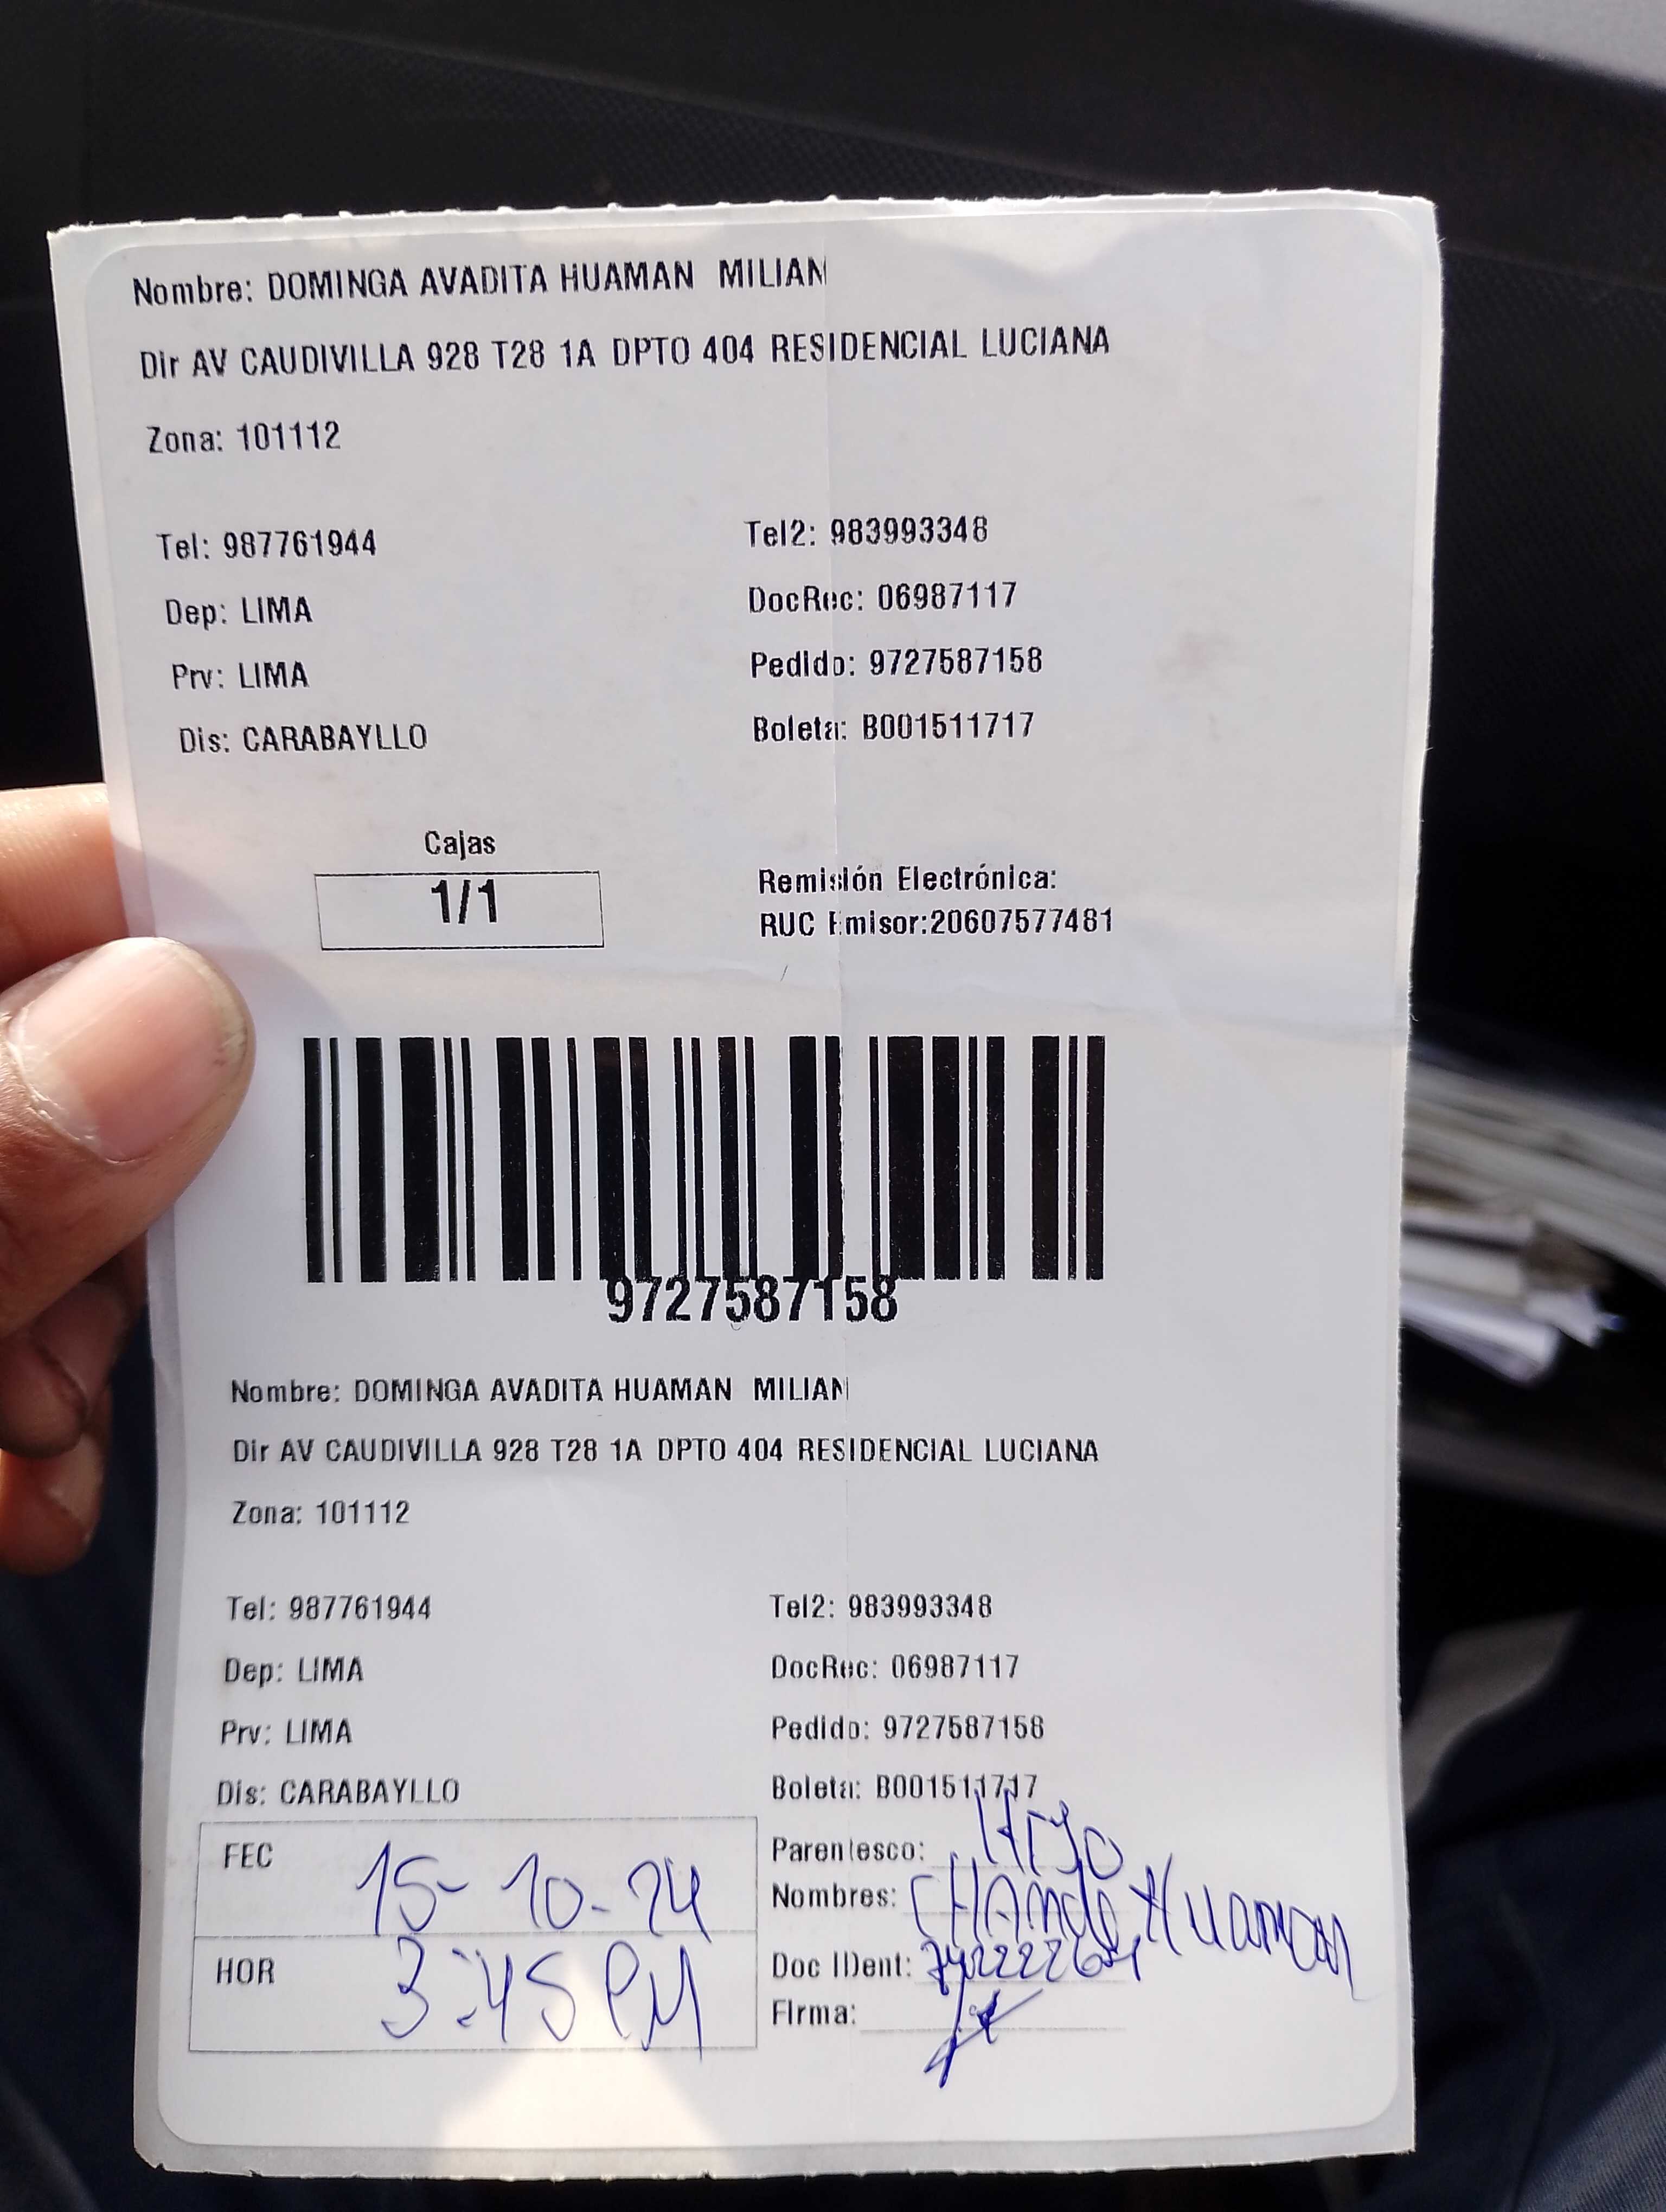 Nombre: DOMINGA AVADITA HUAMAN MILIAN
Dir AV CAUDIVILLA 928 T28 1A DPTO 404 RESIDENCIAL LUCIANA
Zona: 101112
Tel: 987761944 Tel2: 983993348
Dep: LIMA DocRec: 06987117
Prv: LIMA Pedido: 9727587158
Dis: CARABAYLLO Boleta: B001511717
Cajas
1/1
Remisión Electrónica:
RUC Emisor:20607577481
9727587158
Nombre: DOMINGA AVADITA HUAMAN MILIAN
Dir AV CAUDIVILLA 928 T28 1A DPTO 404 RESIDENCIAL LUCIANA
Zona: 101112
Tel: 987761944 Tel2: 983993348
Dep: LIMA DocRec: 06987117
Prv: LIMA Pedido: 9727587158
Dis: CARABAYLLO Boleta: B001511717
FEC 15-10-24
HOR 3:45 PM
Parentesco: Hijo
Nombres: Huaman
Doc IDent:
Firma: